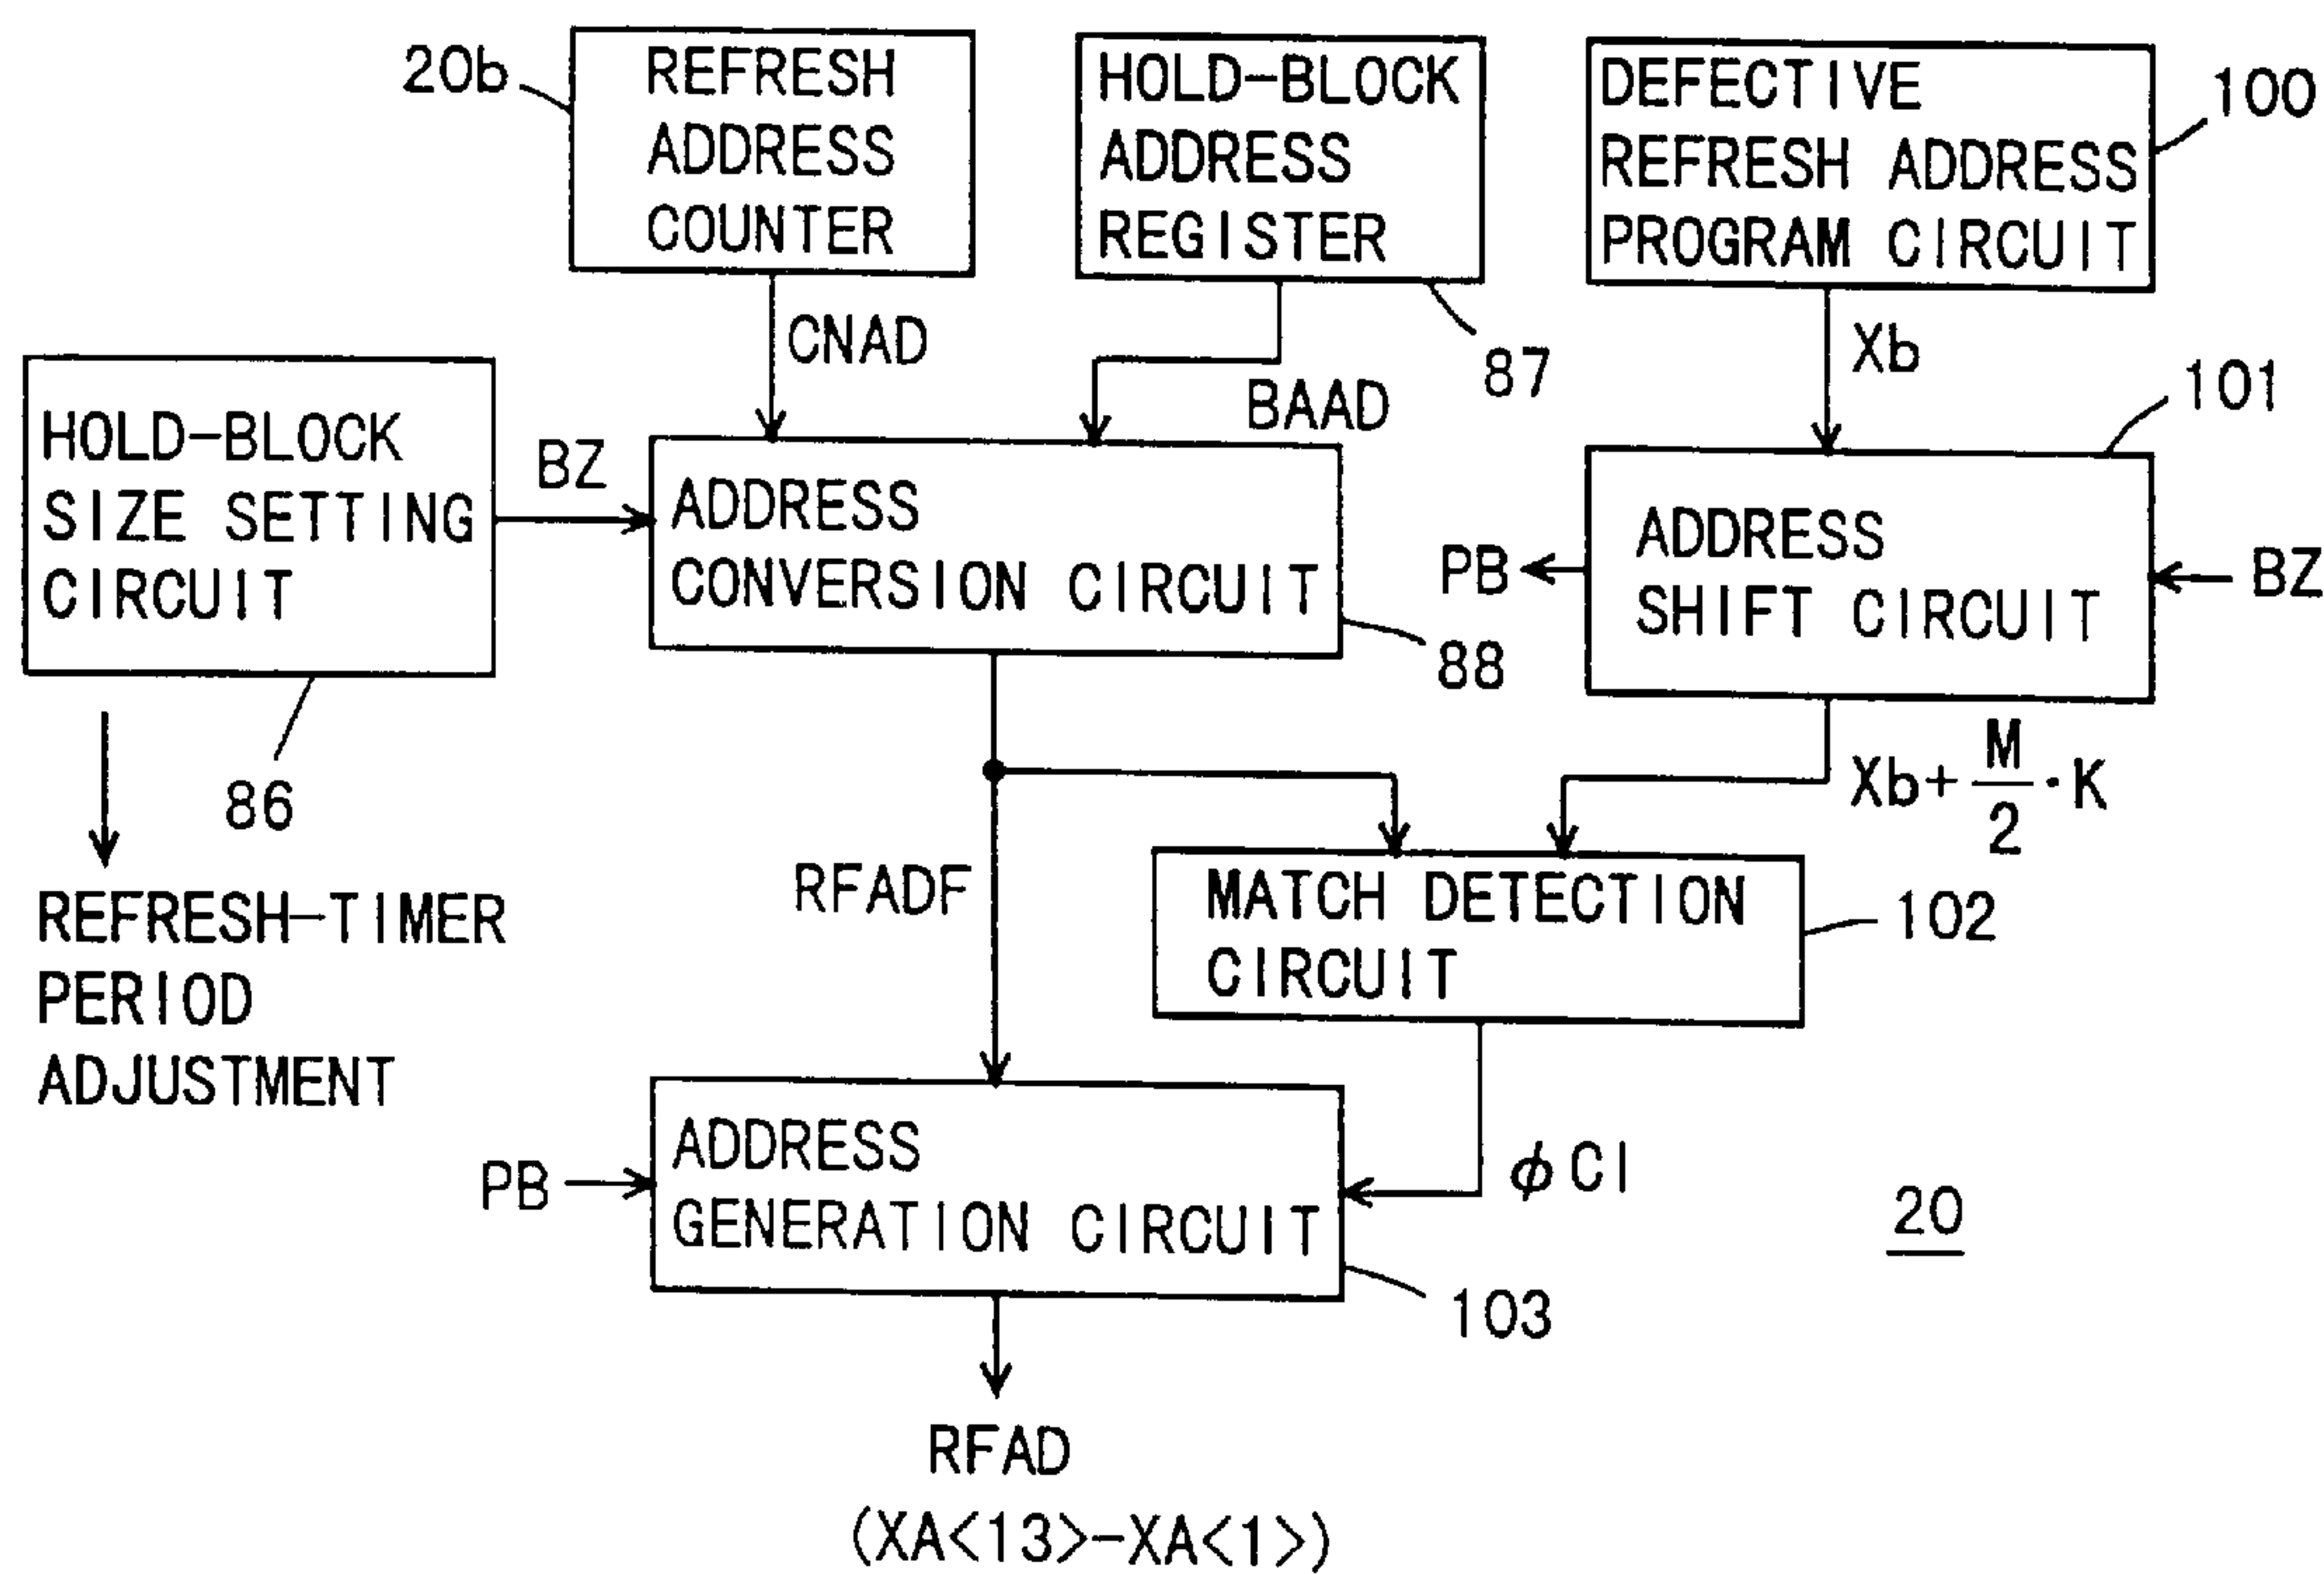 20b
REFRESH
ADDRESS
COUNTER
HOLD-BLOCK
ADDRESS
REGISTER
87
DEFECTIVE
REFRESH ADDRESS
PROGRAM CIRCUIT
100
CNAD
BAAD
Xb
101
HOLD-BLOCK
SIZE SETTING
CIRCUIT
86
BZ
ADDRESS
CONVERSION CIRCUIT
88
PB
ADDRESS
SHIFT CIRCUIT
BZ
Xb+M/2·K
REFRESH-TIMER
PERIOD
ADJUSTMENT
RFADF
MATCH DETECTION
CIRCUIT
102
PB
ADDRESS
GENERATION CIRCUIT
103
φCI
20
RFAD
(XA<13>-XA<1>)